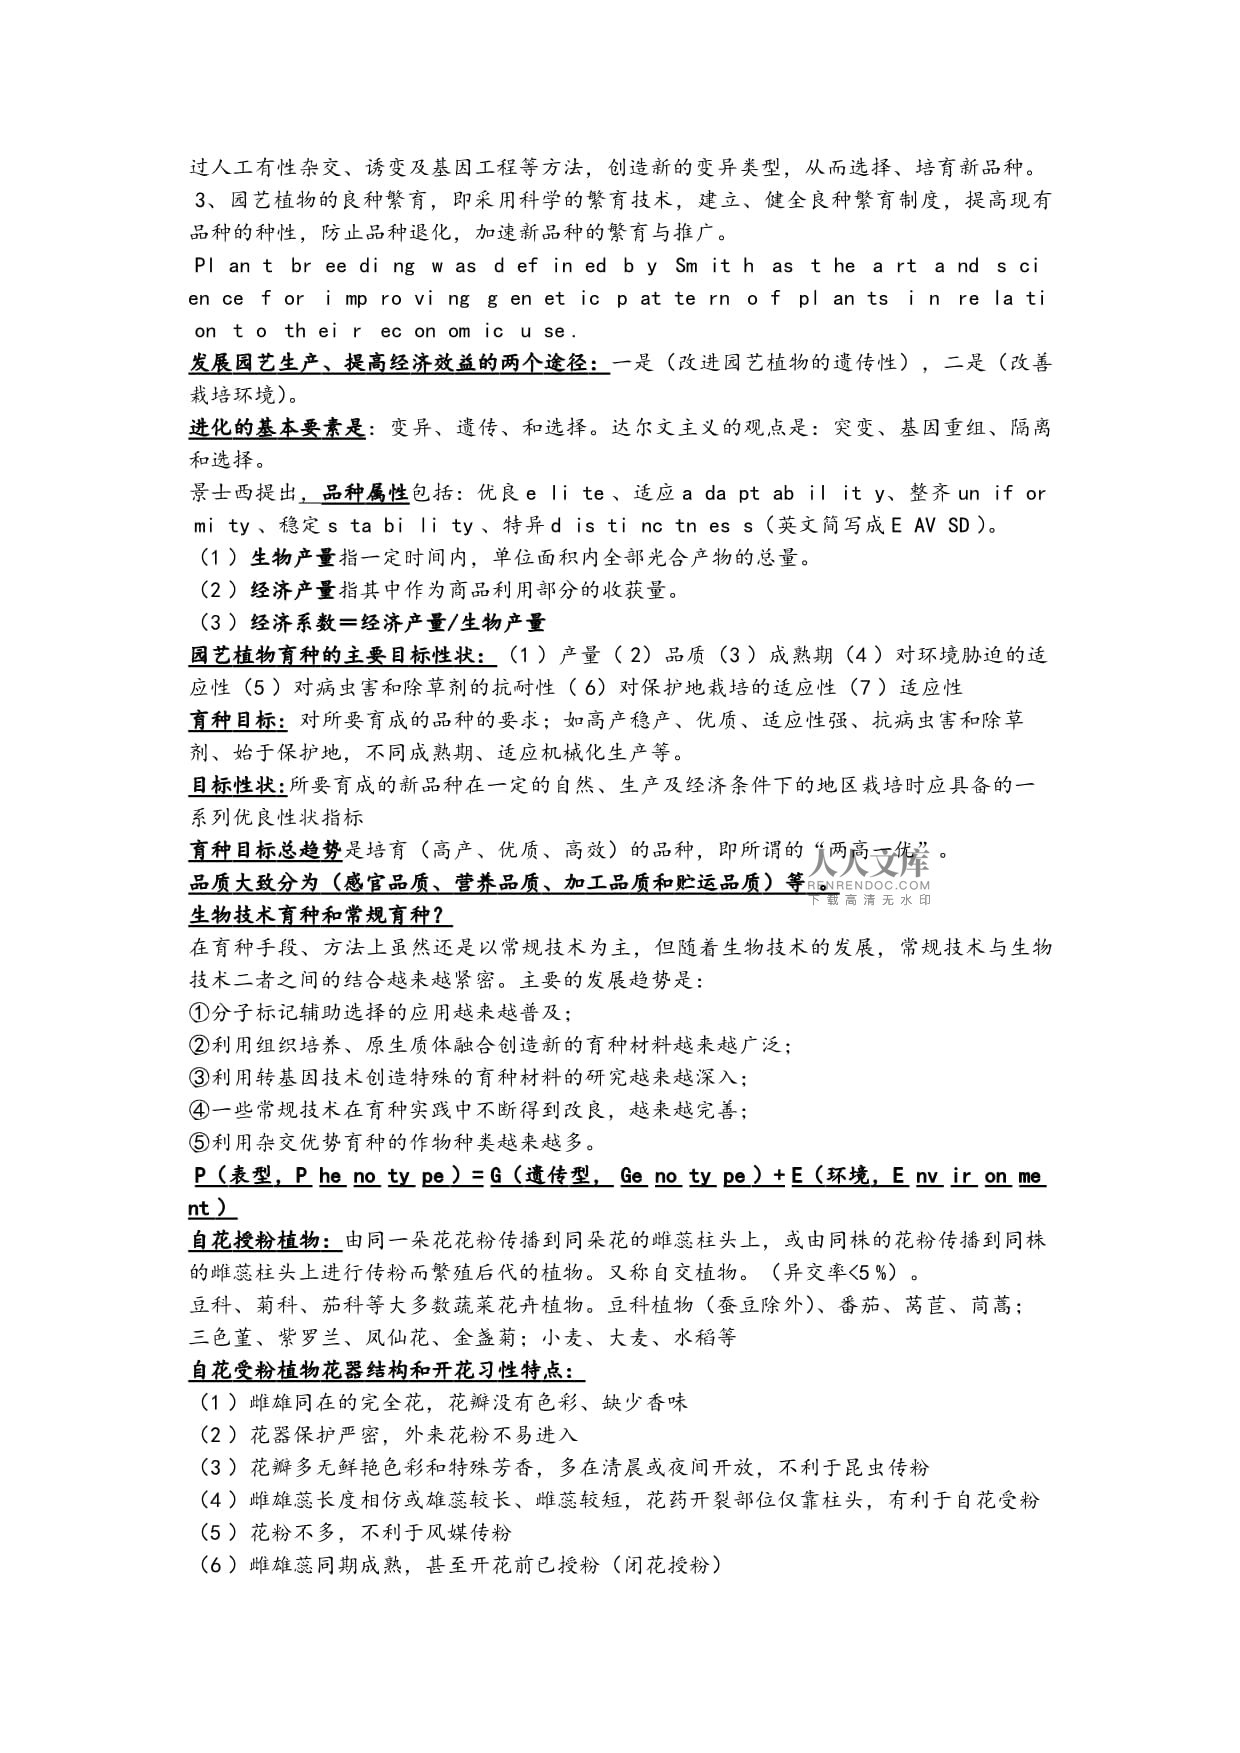 过人工有性杂交、诱变及基因工程等方法，创造新的变异类型，从而选择、培育新品种。
3、园艺植物的良种繁育，即采用科学的繁育技术，建立、健全良种繁育制度，提高现有
品种的种性，防止品种退化，加速新品种的繁育与推广。
Pl an t br ee di ng w as d ef in ed b y Sm it h as t he a rt a nd s ci
en ce f or i mp ro vi ng g en et ic p at te rn o f pl an ts i n re la ti
on t o th ei r ec on om ic u se .
发展园艺生产、提高经济效益的两个途径：一是（改进园艺植物的遗传性），二是（改善
栽培环境）。
进化的基本要素是：变异、遗传、和选择。达尔文主义的观点是：突变、基因重组、隔离
和选择。
景士西提出，品种属性包括：优良 e li te 、适应 a da pt ab il it y、整齐 un if or
mi ty 、稳定 s ta bi li ty 、特异 d is ti nc tn es s（英文简写成 E AV SD ）。
（1 ）生物产量指一定时间内，单位面积内全部光合产物的总量。
（2 ）经济产量指其中作为商品利用部分的收获量。
（3 ）经济系数＝经济产量/生物产量
园艺植物育种的主要目标性状：（1 ）产量（ 2）品质（3 ）成熟期（4 ）对环境胁迫的适
应性（5 ）对病虫害和除草剂的抗耐性（ 6）对保护地栽培的适应性（7 ）适应性
育种目标：对所要育成的品种的要求；如高产稳产、优质、适应性强、抗病虫害和除草
剂、始于保护地，不同成熟期、适应机械化生产等。
目标性状：所要育成的新品种在一定的自然、生产及经济条件下的地区栽培时应具备的一
系列优良性状指标
育种目标总趋势是培育（高产、优质、高效）的品种，即所谓的“两高一优”。
人人文库
品质大致分为（感官品质、营养品质、加工品质和贮运品质）等 。
RENRENDOC.COM
下载高清无水印
生物技术育种和常规育种？
在育种手段、方法上虽然还是以常规技术为主，但随着生物技术的发展，常规技术与生物
技术二者之间的结合越来越紧密。主要的发展趋势是：
①分子标记辅助选择的应用越来越普及；
②利用组织培养、原生质体融合创造新的育种材料越来越广泛；
③利用转基因技术创造特殊的育种材料的研究越来越深入；
④一些常规技术在育种实践中不断得到改良，越来越完善；
⑤利用杂交优势育种的作物种类越来越多。
P（表型，P he no ty pe ）= G（遗传型， Ge no ty pe ）+ E（环境，E nv ir on me
nt ）
自花授粉植物：由同一朵花花粉传播到同朵花的雌蕊柱头上，或由同株的花粉传播到同株
的雌蕊柱头上进行传粉而繁殖后代的植物。又称自交植物。（异交率<5 %）。
豆科、菊科、茄科等大多数蔬菜花卉植物。豆科植物（蚕豆除外）、番茄、莴苣、茼蒿；
三色堇、紫罗兰、凤仙花、金盏菊；小麦、大麦、水稻等
自花受粉植物花器结构和开花习性特点：
（1 ）雌雄同在的完全花，花瓣没有色彩、缺少香味
（2 ）花器保护严密，外来花粉不易进入
（3 ）花瓣多无鲜艳色彩和特殊芳香，多在清晨或夜间开放，不利于昆虫传粉
（4 ）雌雄蕊长度相仿或雄蕊较长、雌蕊较短，花药开裂部位仅靠柱头，有利于自花受粉
（5 ）花粉不多，不利于风媒传粉
（6 ）雌雄蕊同期成熟，甚至开花前已授粉（闭花授粉）